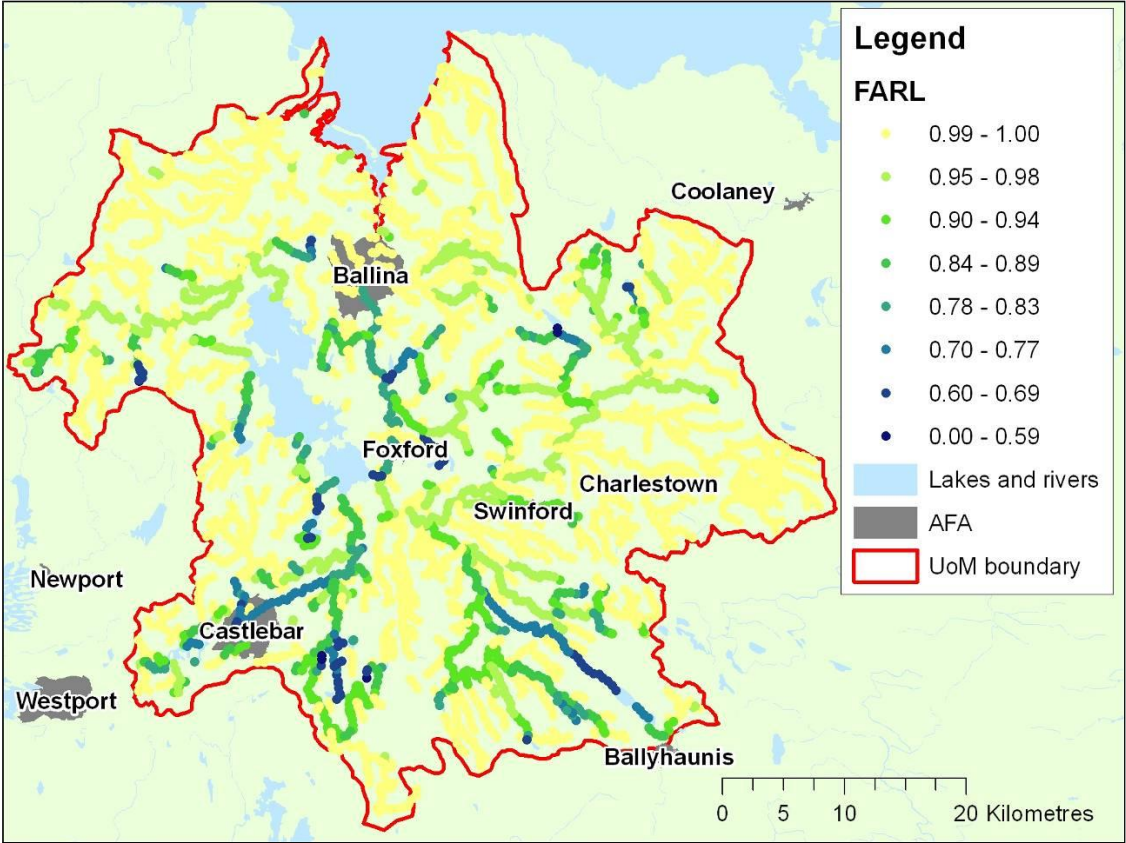 Legend
FARL
0.99 - 1.00
0.95 - 0.98
0.90 - 0.94
0.84 - 0.89
0.78 - 0.83
0.70 - 0.77
0.60 - 0.69
0.00 - 0.59
Lakes and rivers
AFA
UoM boundary
Coolaney
Ballina
Foxford
Charlestown
Swinford
Newport
Castlebar
Westport
Ballyhaunis
0 5 10 20 Kilometres